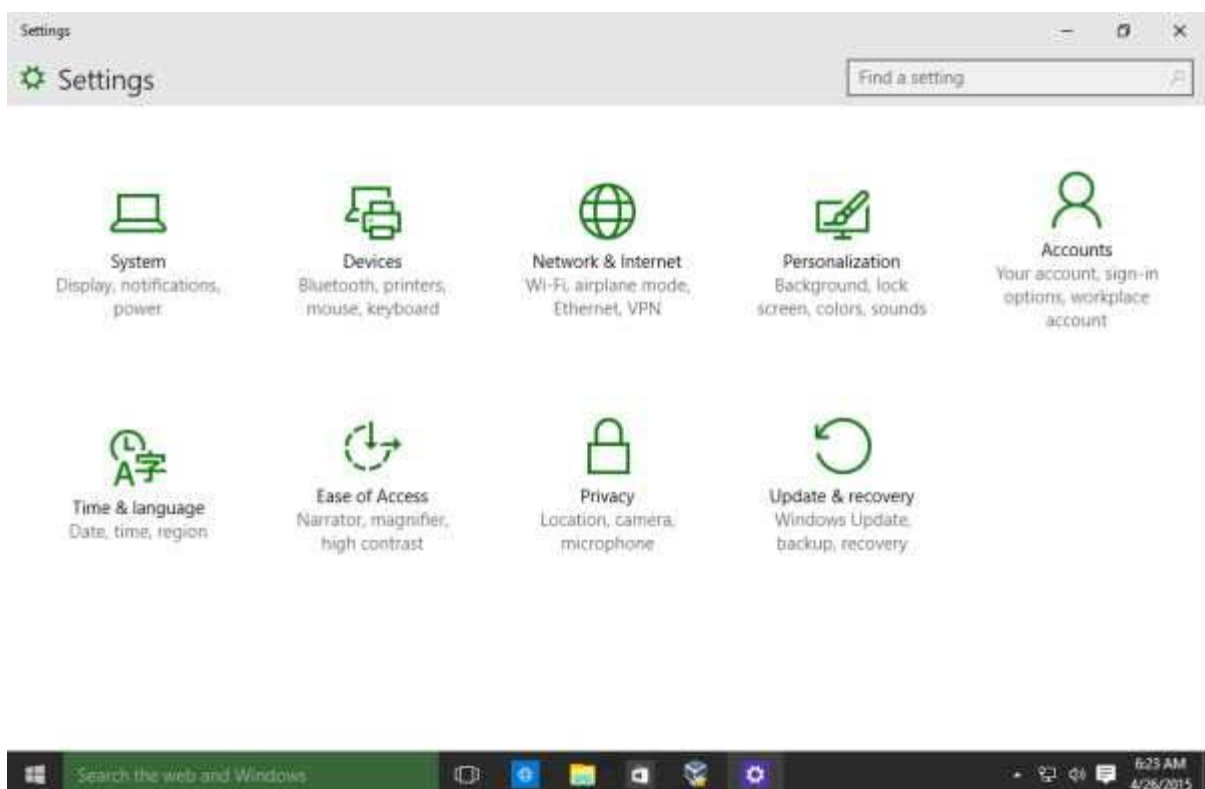 Settings
Settings
Find a setting
System
Display, notifications,
power
Devices
Bluetooth, printers,
mouse, keyboard
Network & Internet
Wi-Fi, airplane mode,
Ethernet, VPN
Personalization
Background, lock
screen, colors, sounds
Accounts
Your account, sign-in
options, workplace
account
A字
Time & language
Date, time, region
Ease of Access
Narrator, magnifier,
high contrast
Privacy
Location, camera,
microphone
Update & recovery
Windows Update,
backup, recovery
Search the web and Windows
6:23 AM
4/26/2015